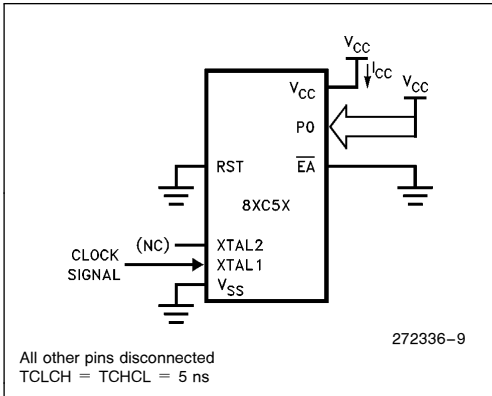 VCC
ICC
VCC
VCC
P0
RST
EA
8XC5X
(NC)
XTAL2
CLOCK
SIGNAL
XTAL1
VSS
272336–9
All other pins disconnected
TCLCH = TCHCL = 5 ns